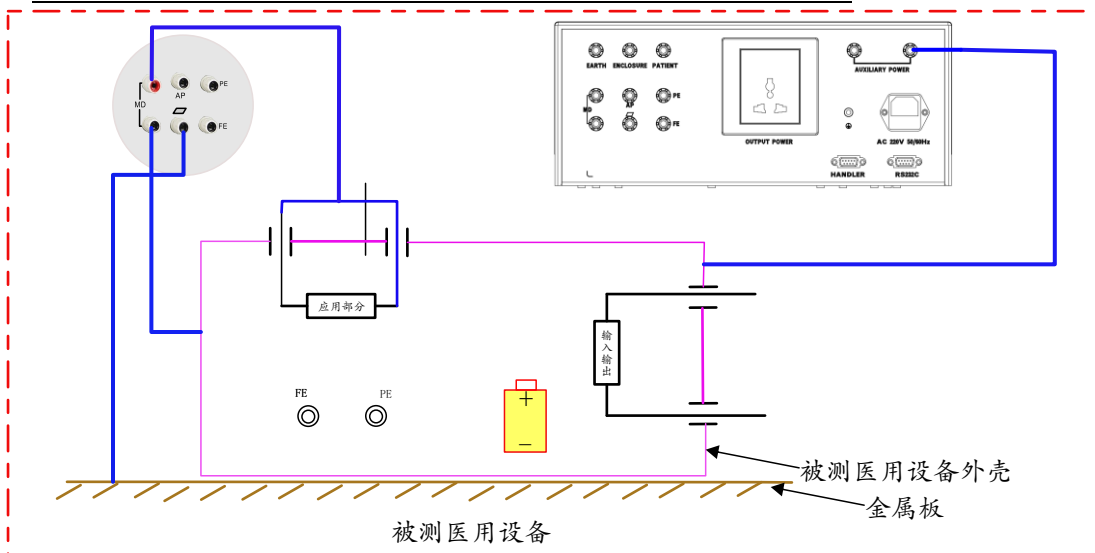 EARTH ENCLOSURE PATIENT
AUXILIARY POWER
MD
AP
PE
FE
MD
AP
PE
FE
OUTPUT POWER
AC 220V 50/60Hz
HANDLER
RS232C
应用部分
输入输出
FE
PE
+
−
被测医用设备外壳
金属板
被测医用设备